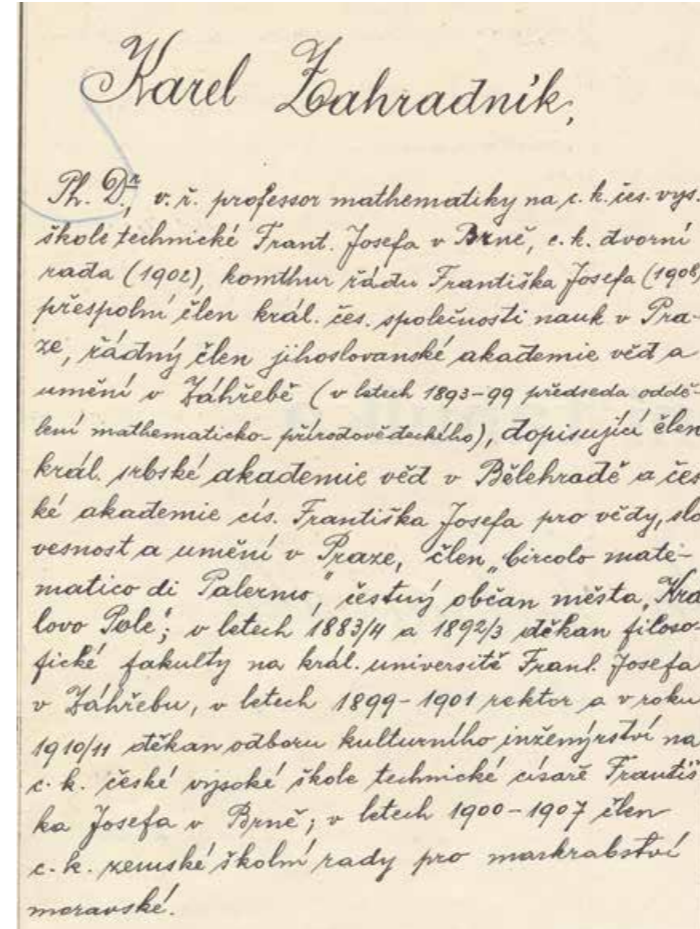 Karel Zahradník,
Ph. Dr., v. ř. professor mathematiky na c. k. čes. vys.
škole technické Frant. Josefa v Brně, c. k. dvorní
rada (1902), komthur řádu Františka Josefa (1908)
přespolní člen král. čes. společnosti nauk v Pra-
ze, řádný člen jihoslovanské akademie věd a
umění v Záhřebě (v letech 1893-99 předseda oddě-
lení mathematicko-přírodovědeckého), dopisující člen
král. srbské akademie věd v Bělehradě a čes
ké akademie cís. Františka Josefa pro vědy, slo
vesnost a umění v Praze, člen „Circolo mate-
matico di Palermo“, čestný občan města „Krá
lovo Pole“; v letech 1883/4 a 1892/3 děkan filoso-
fické fakulty na král. universitě Frant. Josefa
v Záhřebu, v letech 1899-1901 rektor a v roku
1910/11 děkan odboru kulturního inženýrství na
c. k. české vysoké škole technické císaře Františ
ka Josefa v Brně; v letech 1900-1907 člen
c. k. zemské školní rady pro markrabství
moravské.